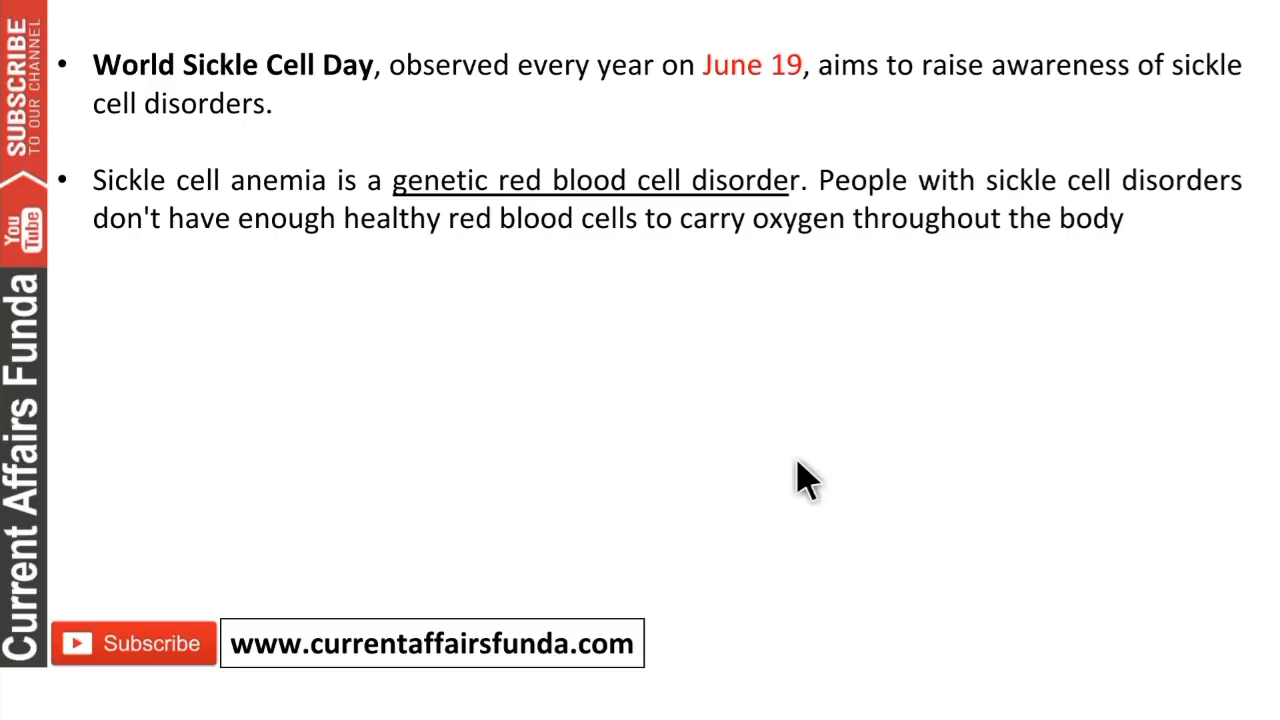 • World Sickle Cell Day, observed every year on June 19, aims to raise awareness of sickle
cell disorders.
• Sickle cell anemia is a genetic red blood cell disorder. People with sickle cell disorders
don't have enough healthy red blood cells to carry oxygen throughout the body
SUBSCRIBE
TO OUR CHANNEL
You
Tube
Current Affairs Funda
Subscribe
www.currentaffairsfunda.com